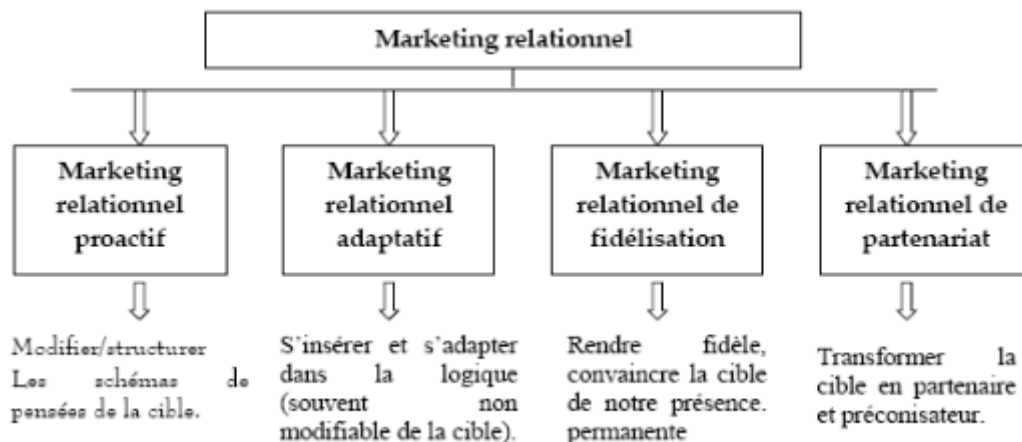 Marketing relationnel
Marketing
relationnel
proactif
Marketing
relationnel
adaptatif
Marketing
relationnel de
fidélisation
Marketing
relationnel de
partenariat
Modifier/structurer
Les schémas de
pensées de la cible.
S'insérer et s'adapter
dans la logique
(souvent non
modifiable de la cible).
Rendre fidèle,
convaincre la cible
de notre présence.
permanente
Transformer la
cible en partenaire
et préconisateur.